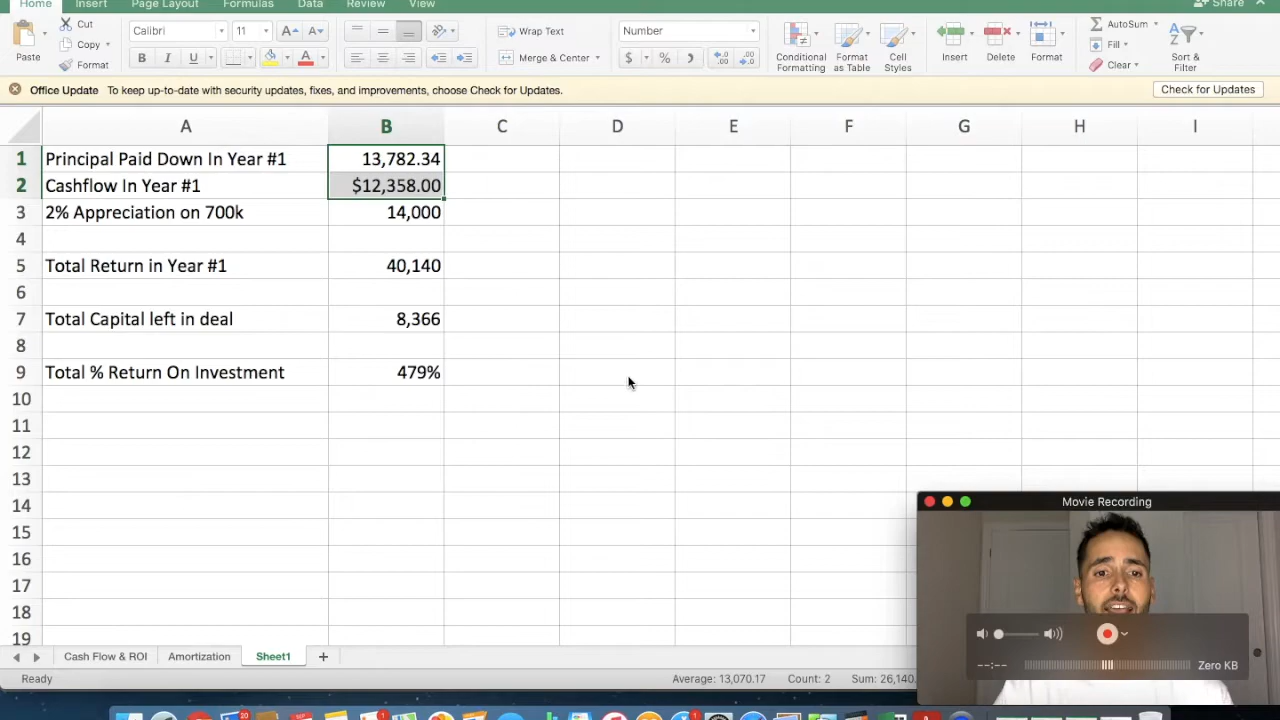 Home Insert Page Layout Formulas Data Review View Share
Cut
Copy
Format
Paste
Calibri 11
B I U
A A
Wrap Text
Merge & Center
Number
$ %
Conditional Formatting
Format as Table
Cell Styles
Insert
Delete
Format
AutoSum
Fill
Clear
Sort & Filter
Office Update To keep up-to-date with security updates, fixes, and improvements, choose Check for Updates. Check for Updates
A B C D E F G H I
1 Principal Paid Down In Year #1 13,782.34
2 Cashflow In Year #1 $12,358.00
3 2% Appreciation on 700k 14,000
4
5 Total Return in Year #1 40,140
6
7 Total Capital left in deal 8,366
8
9 Total % Return On Investment 479%
10
11
12
13
14
15
16
17
18
19
Movie Recording
--:-- Zero KB
Cash Flow & ROI Amortization Sheet1 +
Ready Average: 13,070.17 Count: 2 Sum: 26,140.